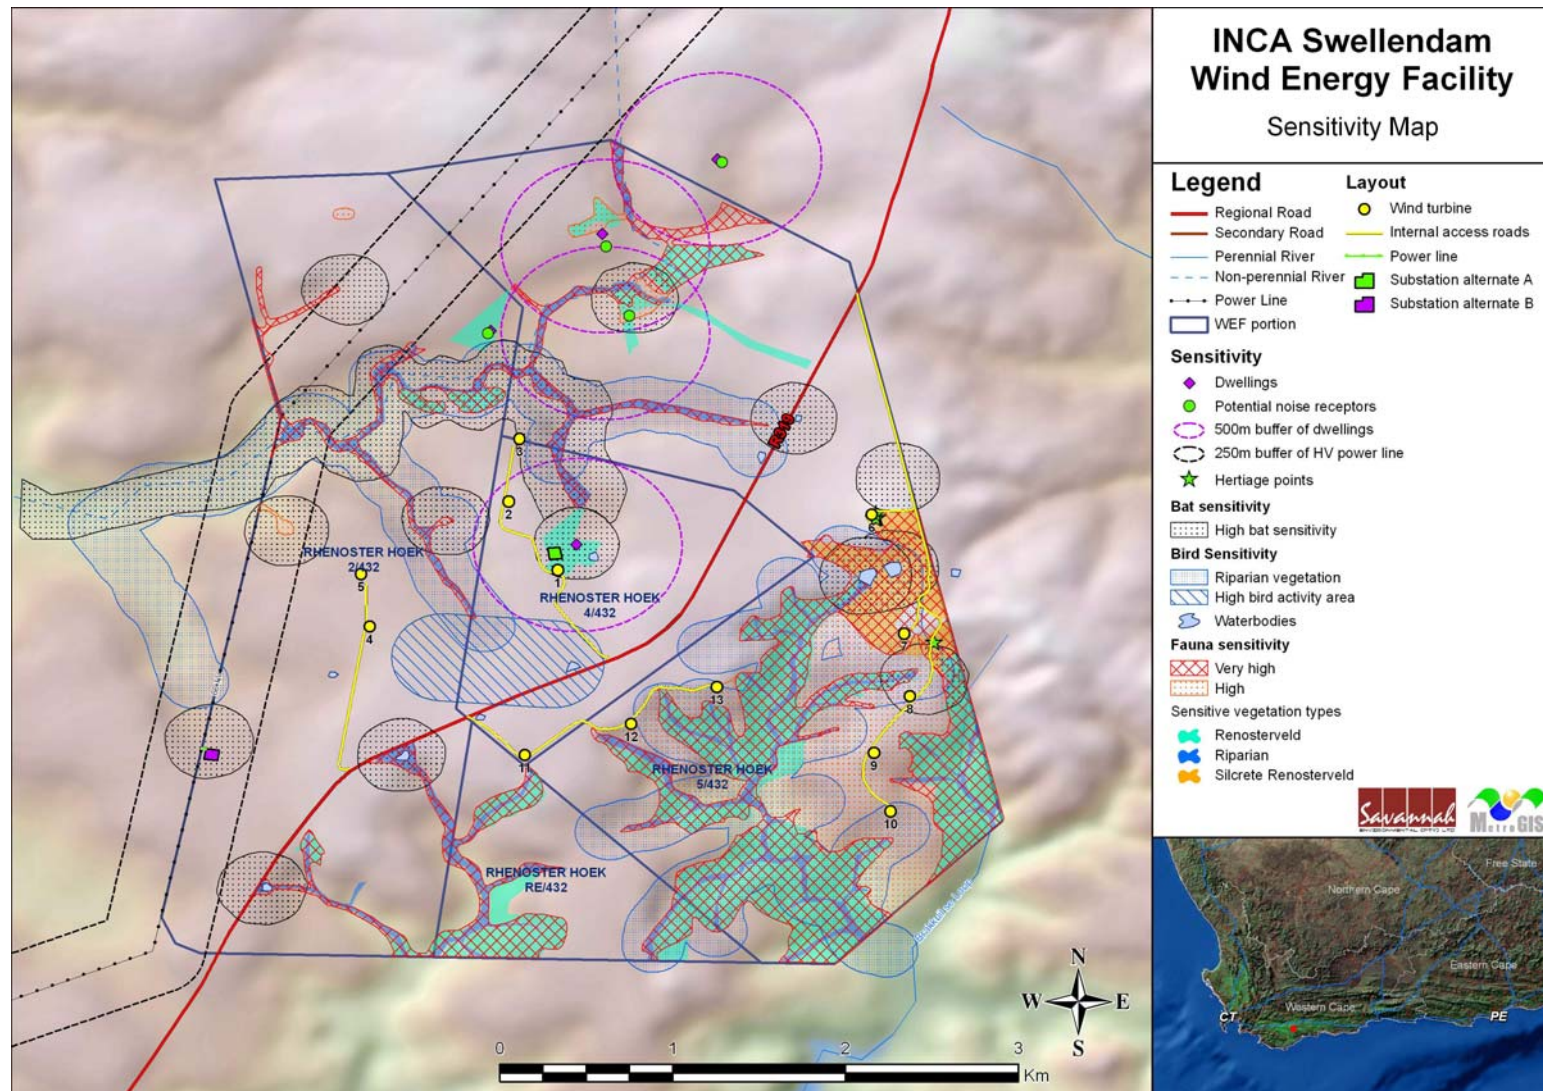 INCA Swellendam
Wind Energy Facility
Sensitivity Map
Legend
Regional Road
Secondary Road
Perennial River
Non-perennial River
Power Line
WEF portion
Layout
Wind turbine
Internal access roads
Power line
Substation alternate A
Substation alternate B
Sensitivity
Dwellings
Potential noise receptors
500m buffer of dwellings
250m buffer of HV power line
Hertiage points
Bat sensitivity
High bat sensitivity
Bird Sensitivity
Riparian vegetation
High bird activity area
Waterbodies
Fauna sensitivity
Very high
High
Sensitive vegetation types
Renosterveld
Riparian
Silcrete Renosterveld
Savannah
ENVIRONMENTAL (PTY) LTD
MetroGIS
Free State
Northern Cape
Eastern Cape
Western Cape
CT
PE
3
2
6
RHENOSTER HOEK
2/432
5
1
RHENOSTER HOEK
4/432
4
7
13
8
12
11
9
RHENOSTER HOEK
5/432
10
RHENOSTER HOEK
RE/432
N
W
E
S
0
1
2
3
Km